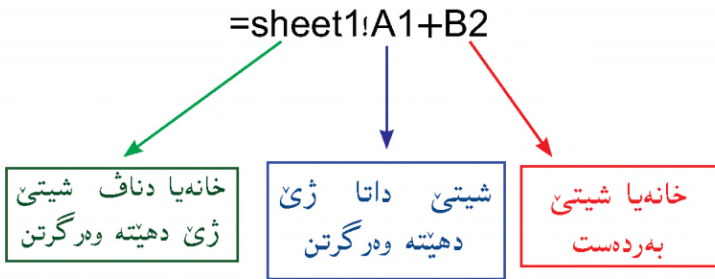 =sheet1!A1+B2
خانەیا دناڤ شیتێ
ژێ دهێتە وەرگرتن
شیتێ داتا ژێ
دهێتە وەرگرتن
خانەیا شیتێ
بەردەست